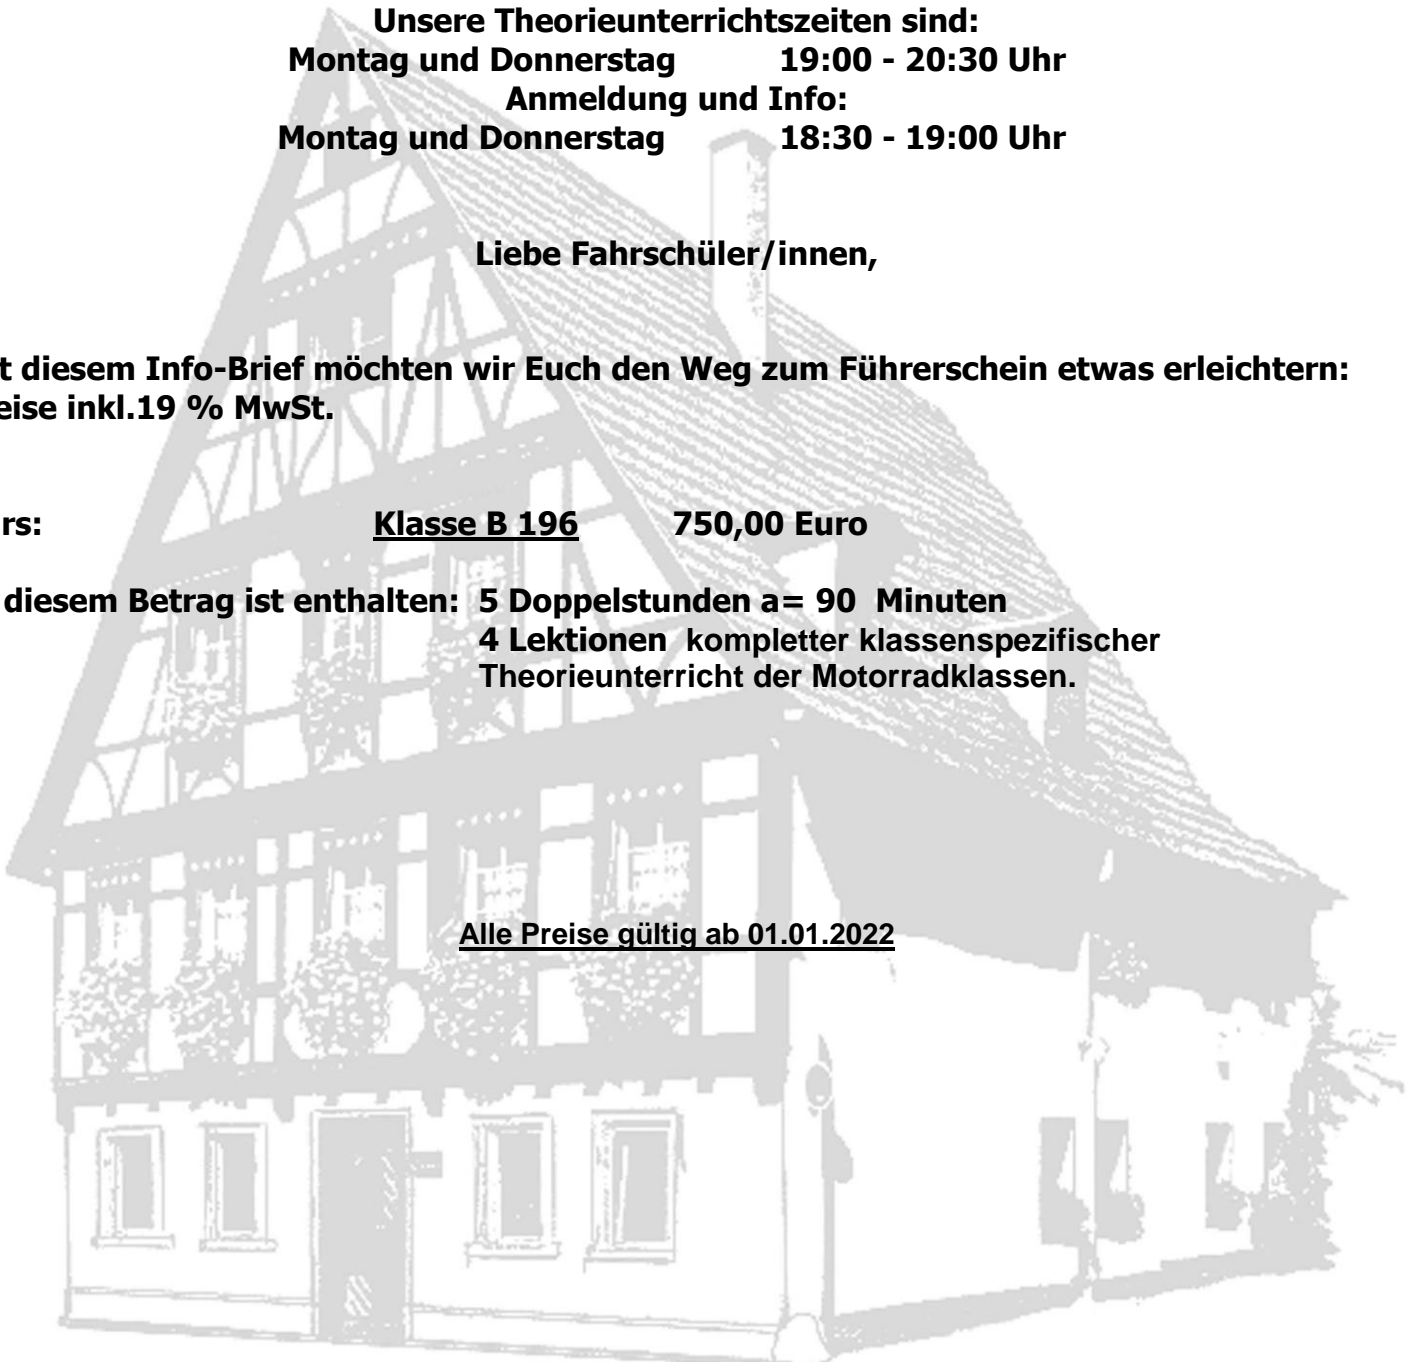 Unsere Theorieunterrichtszeiten sind:
Montag und Donnerstag 19:00 - 20:30 Uhr
Anmeldung und Info:
Montag und Donnerstag 18:30 - 19:00 Uhr
Liebe Fahrschüler/innen,
t diesem Info-Brief möchten wir Euch den Weg zum Führerschein etwas erleichtern:
eise inkl.19 % MwSt.
rs: Klasse B 196 750,00 Euro
diesem Betrag ist enthalten: 5 Doppelstunden a= 90 Minuten
4 Lektionen kompletter klassenspezifischer
Theorieunterricht der Motorradklassen.
Alle Preise gültig ab 01.01.2022